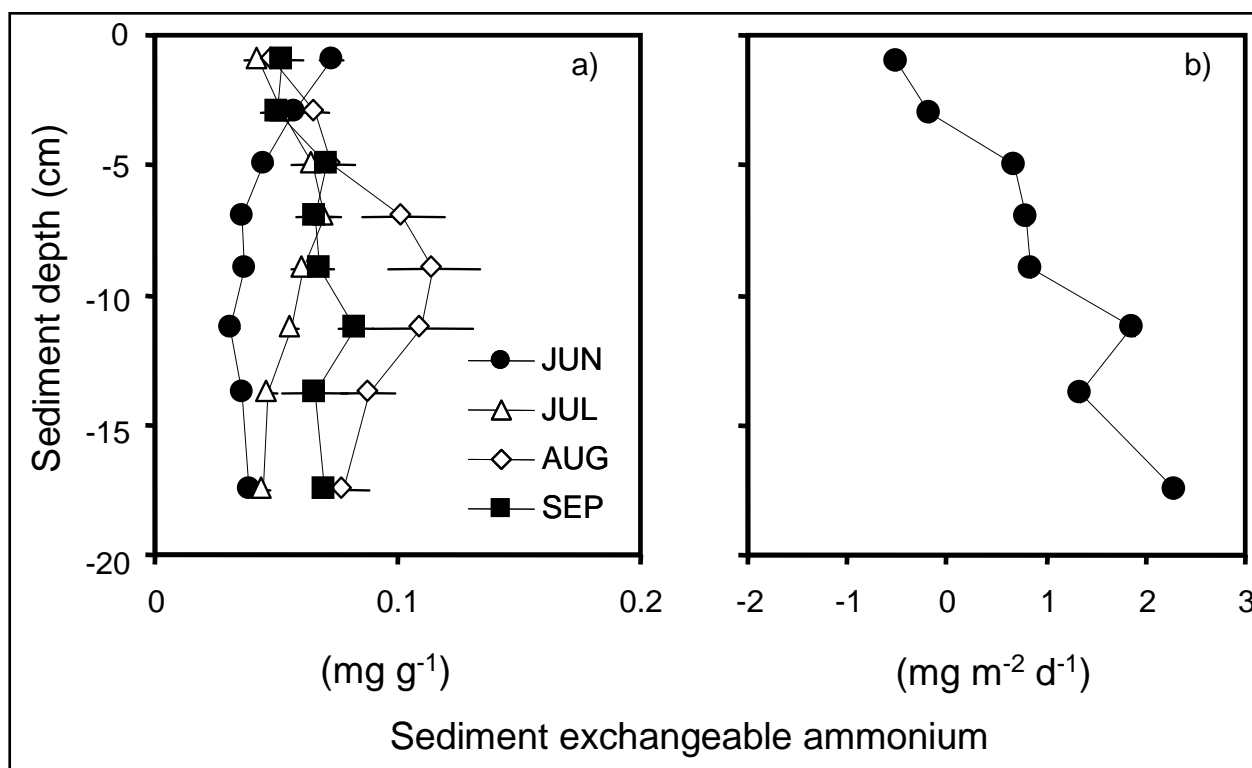 a)
b)
0
-5
-10
-15
-20
Sediment depth (cm)
JUN
JUL
AUG
SEP
0 0.1 0.2
-2 -1 0 1 2 3
(mg g⁻¹)
(mg m⁻² d⁻¹)
Sediment exchangeable ammonium